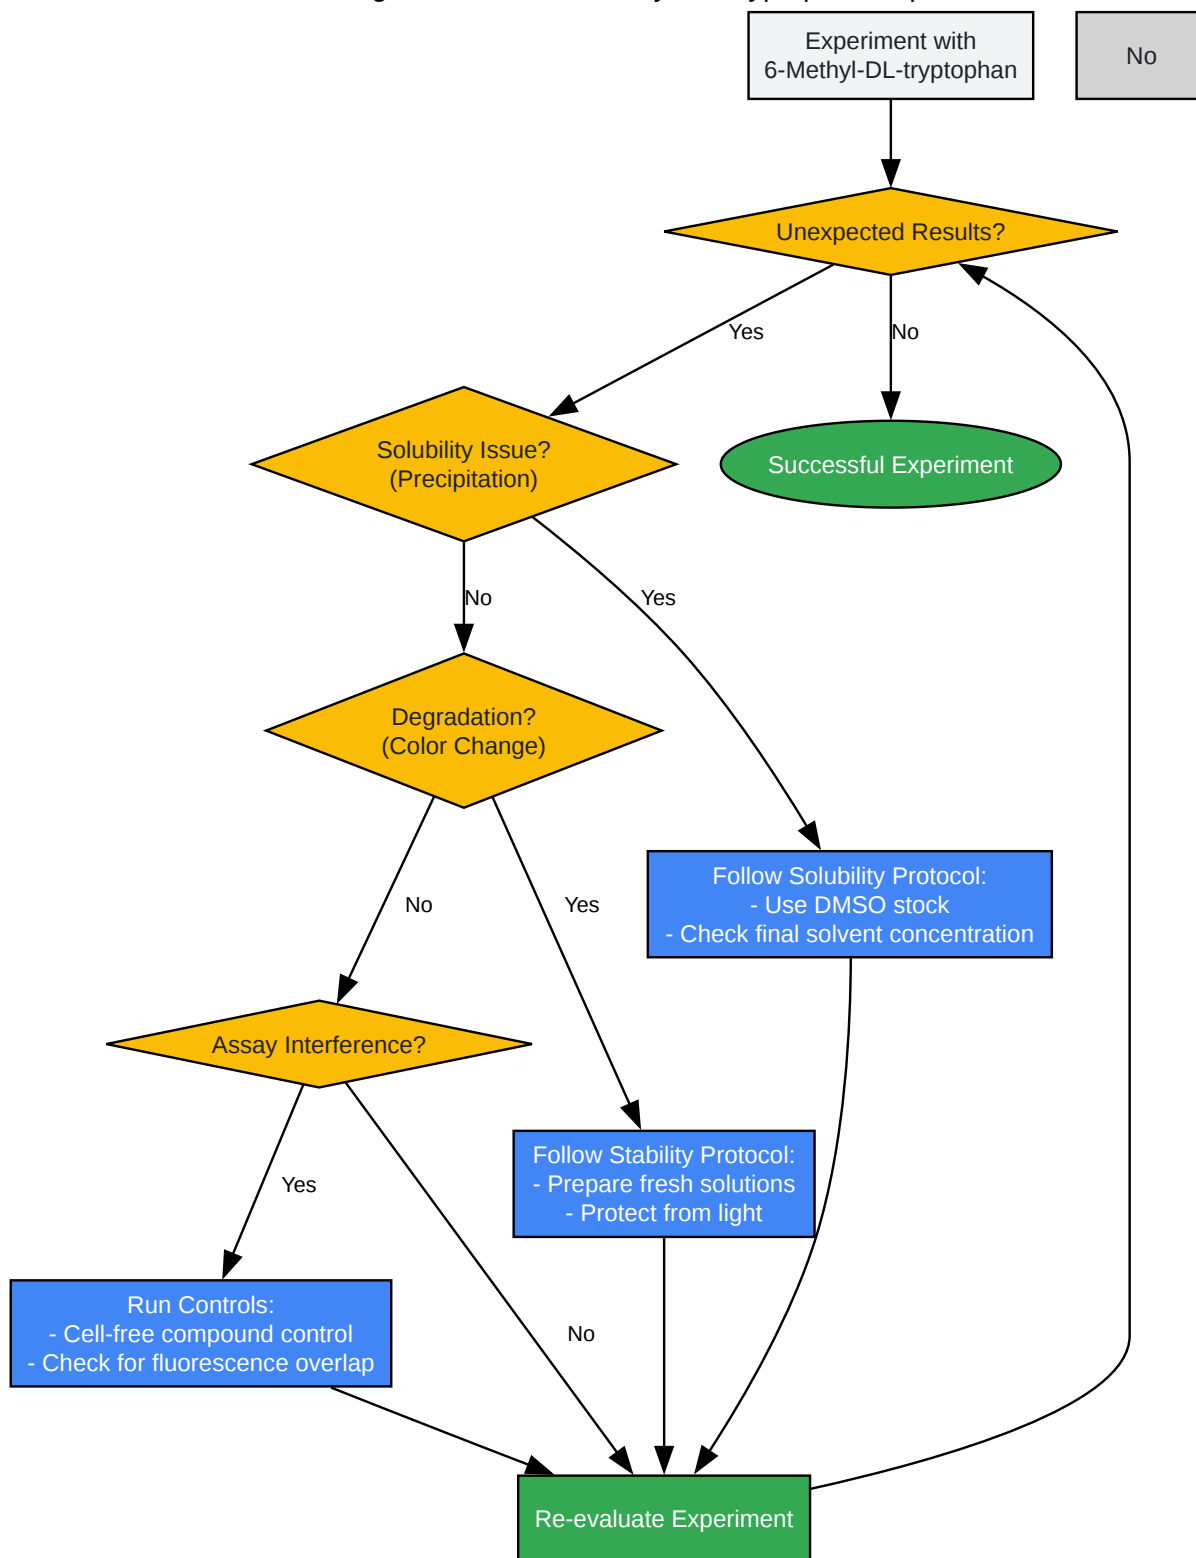 Experiment with
6-Methyl-DL-tryptophan
No
Unexpected Results?
Yes
No
Solubility Issue?
(Precipitation)
Successful Experiment
No
Yes
Degradation?
(Color Change)
Follow Solubility Protocol:
- Use DMSO stock
- Check final solvent concentration
No
Yes
Assay Interference?
Follow Stability Protocol:
- Prepare fresh solutions
- Protect from light
Yes
Run Controls:
- Cell-free compound control
- Check for fluorescence overlap
No
Re-evaluate Experiment